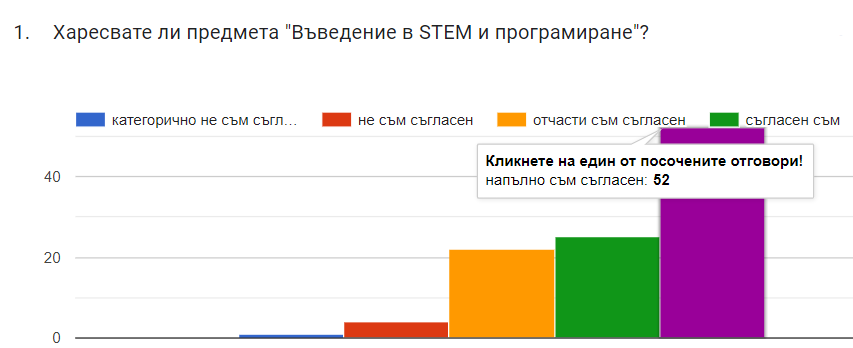 1. Харесвате ли предмета "Въведение в STEM и програмиране"?
категорично не съм съгл…
не съм съгласен
отчасти съм съгласен
съгласен съм
Кликнете на един от посочените отговори!
напълно съм съгласен: 52
40
20
0